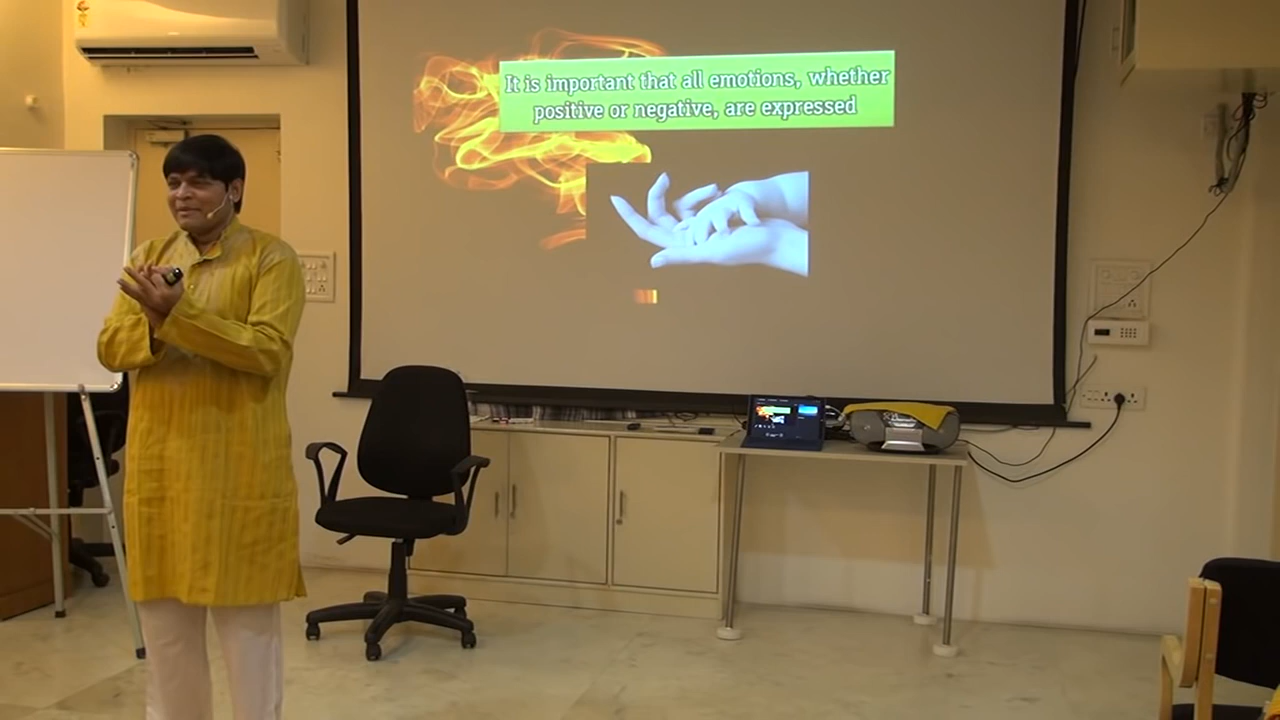 It is important that all emotions, whether
positive or negative, are expressed